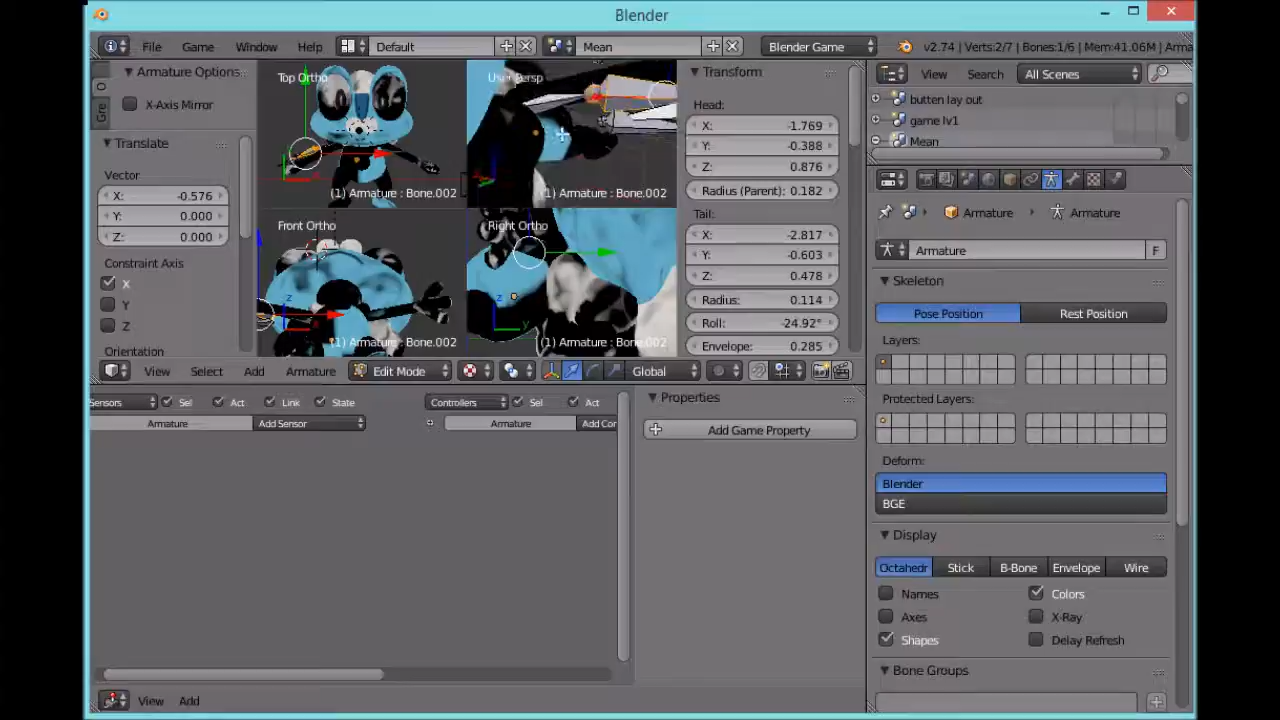 Blender
File Game Window Help Default Mean Blender Game v2.74 | Verts:2/7 | Bones:1/6 | Mem:41.06M | Arma
Armature Options
X-Axis Mirror
Gre
Translate
Vector
X: -0.576
Y: 0.000
Z: 0.000
Constraint Axis
X
Y
Z
Orientation
Top Ortho
(1) Armature : Bone.002
User Persp
(1) Armature : Bone.002
Front Ortho
(1) Armature : Bone.002
Right Ortho
(1) Armature : Bone.002
Transform
Head:
X: -1.769
Y: -0.388
Z: 0.876
Radius (Parent): 0.182
Tail:
X: -2.817
Y: -0.603
Z: 0.478
Radius: 0.114
Roll: -24.92°
Envelope: 0.285
View Select Add Armature Edit Mode Global
Sensors Sel Act Link State Controllers Sel Act
Armature Add Sensor Armature Add Con
Properties
Add Game Property
View Add
View Search All Scenes
butten lay out
game lv1
Mean
Armature Armature
Armature F
Skeleton
Pose Position Rest Position
Layers:
Protected Layers:
Deform:
Blender
BGE
Display
Octahedr Stick B-Bone Envelope Wire
Names Colors
Axes X-Ray
Shapes Delay Refresh
Bone Groups